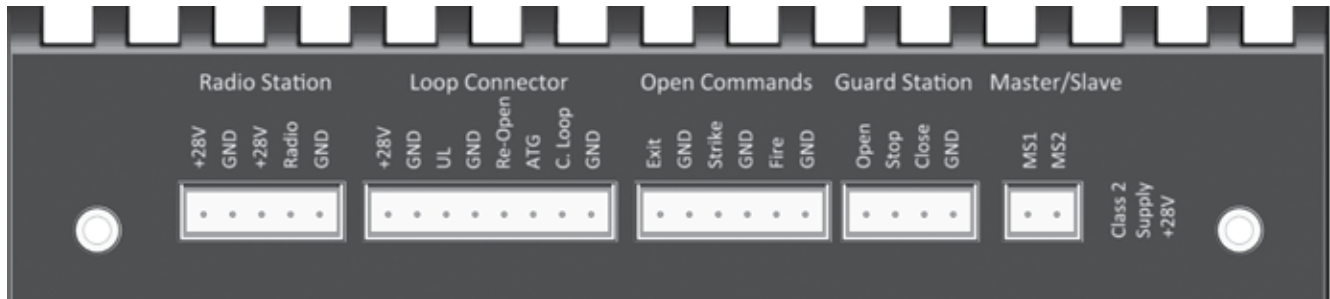 Radio Station
Loop Connector
Open Commands
Guard Station
Master/Slave
+28V
GND
+28V
Radio
GND
+28V
GND
UL
GND
Re-Open
ATG
C. Loop
GND
Exit
GND
Strike
GND
Fire
GND
Open
Stop
Close
GND
MS1
MS2
Class 2
Supply
+28V